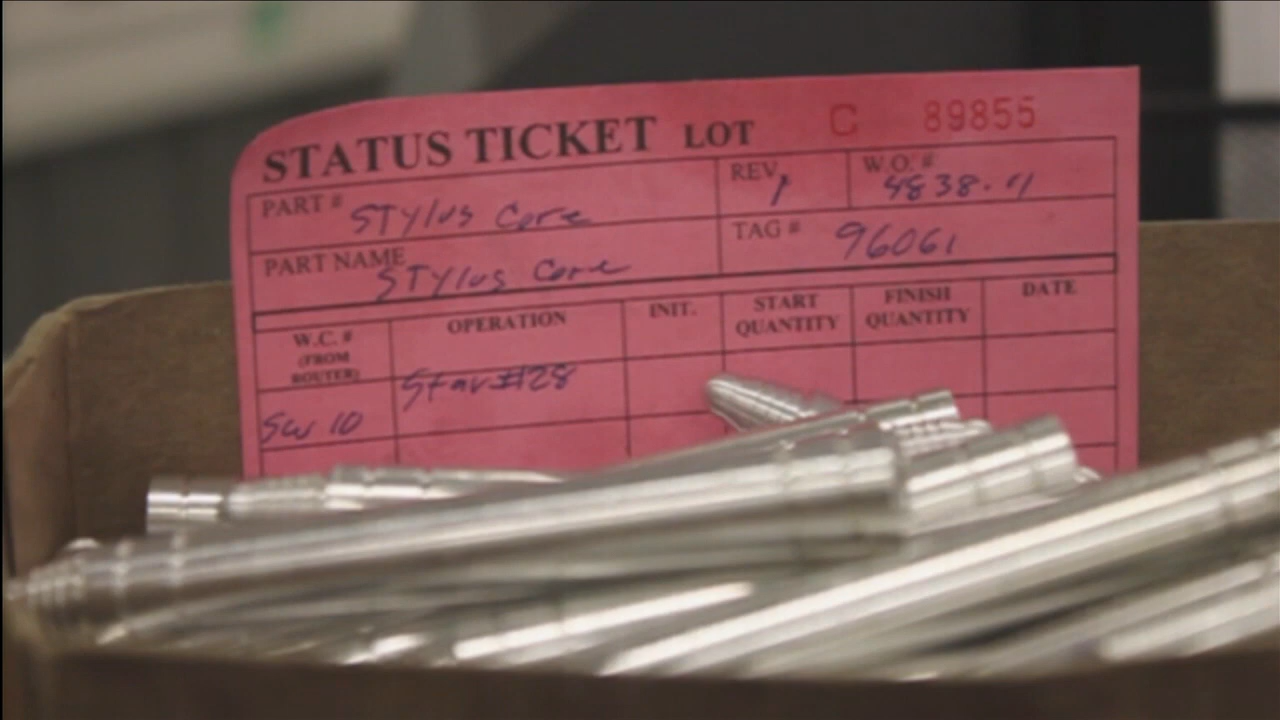 STATUS TICKET LOT C 89855
PART # Stylus Core REV. 1 W.O. # 4838.11
PART NAME Stylus Core TAG # 96061
W.C. # (FROM ROUTER) OPERATION INIT. START QUANTITY FINISH QUANTITY DATE
SW 10 Star #28